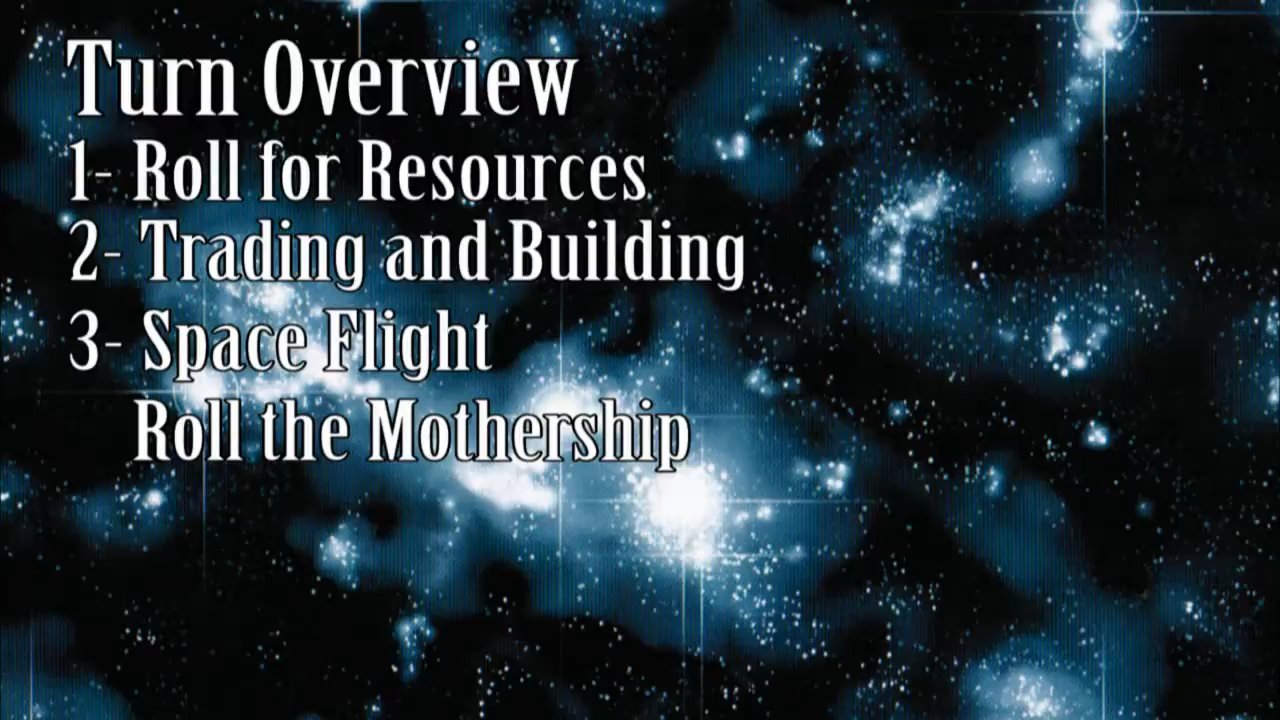 Turn Overview
1- Roll for Resources
2- Trading and Building
3- Space Flight
Roll the Mothership